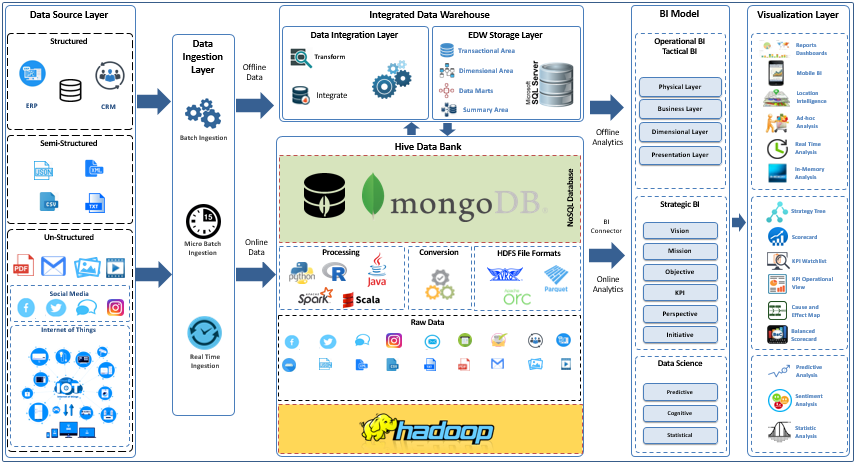 Data Source Layer
Structured
ERP
CRM
Semi-Structured
JSON
XML
CSV
TXT
Un-Structured
PDF
Social Media
Internet of Things
IOT
Data
Ingestion
Layer
Batch Ingestion
15
Micro Batch
Ingestion
Real Time
Ingestion
Offline
Data
Online
Data
Integrated Data Warehouse
Data Integration Layer
Transform
Integrate
EDW Storage Layer
Transactional Area
Dimensional Area
Data Marts
Summary Area
Microsoft
SQL Server
Hive Data Bank
mongoDB®
NoSQL Database
Processing
python
R
Java
Spark
Scala
Conversion
HDFS File Formats
AVRO
Parquet
orc
Raw Data
hadoop
Offline
Analytics
BI
Connector
Online
Analytics
BI Model
Operational BI
Tactical BI
Physical Layer
Business Layer
Dimensional Layer
Presentation Layer
Strategic BI
Vision
Mission
Objective
KPI
Perspective
Initiative
Data Science
Predictive
Cognitive
Statistical
Visualization Layer
Reports
Dashboards
Mobile BI
Location
intelligence
Ad-hoc
Analysis
Real Time
Analysis
In-Memory
Analysis
Strategy Tree
Scorecard
KPI Watchlist
KPI Operational
View
Cause and
Effect Map
Balanced
Scorecard
Predictive
Analysis
Sentiment
Analysis
Statistic
Analysis